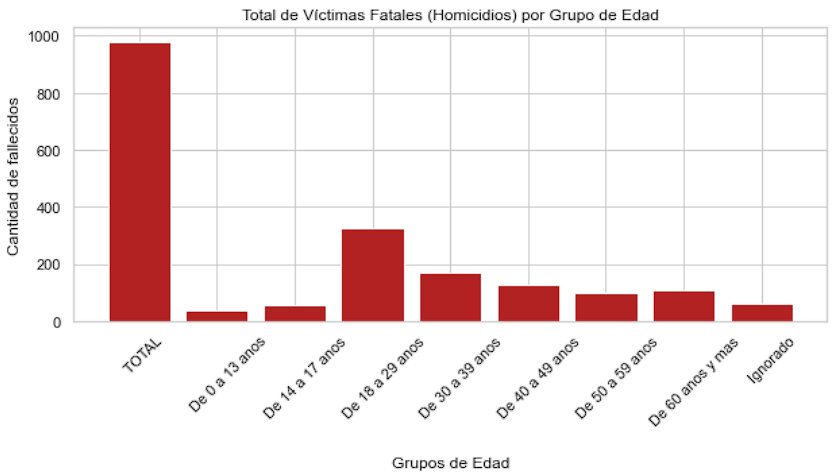 Total de Víctimas Fatales (Homicidios) por Grupo de Edad
1000
800
600
400
200
0
Cantidad de fallecidos
TOTAL
De 0 a 13 anos
De 14 a 17 anos
De 18 a 29 anos
De 30 a 39 anos
De 40 a 49 anos
De 50 a 59 anos
De 60 anos y mas
Ignorado
Grupos de Edad